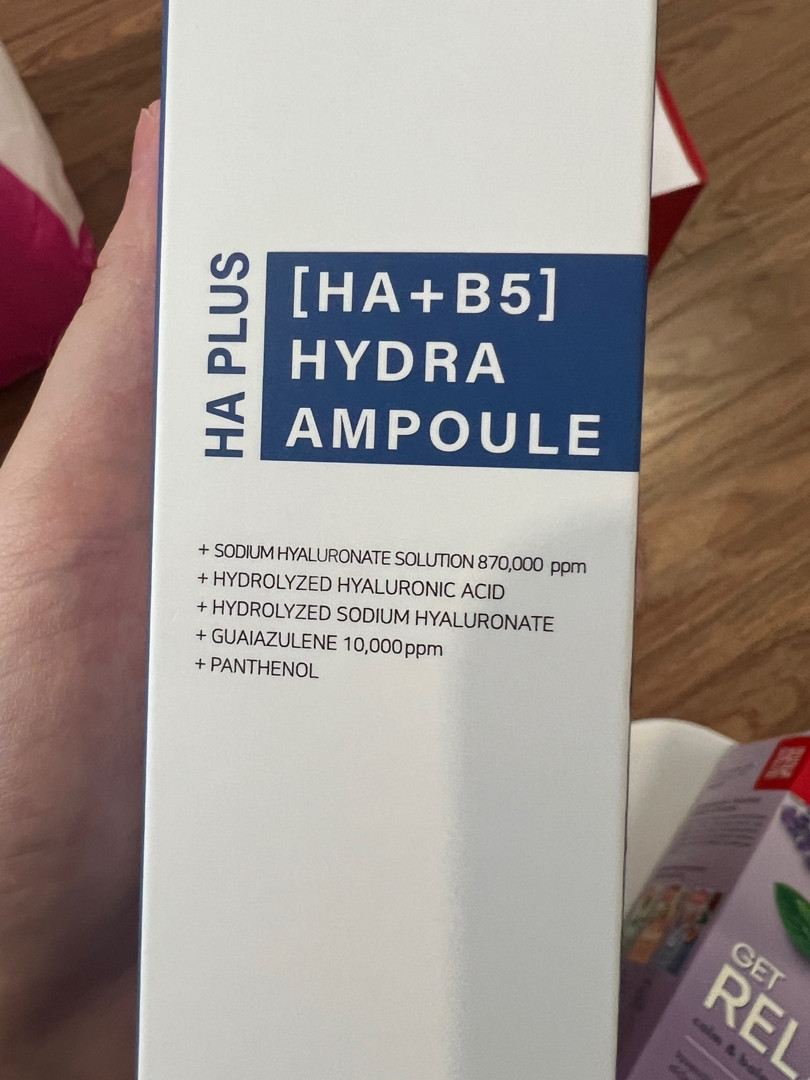 HA PLUS
[HA+B5]
HYDRA
AMPOULE
+ SODIUM HYALURONATE SOLUTION 870,000 ppm
+ HYDROLYZED HYALURONIC ACID
+ HYDROLYZED SODIUM HYALURONATE
+ GUAIAZULENE 10,000ppm
+ PANTHENOL
GET
REL
calm &